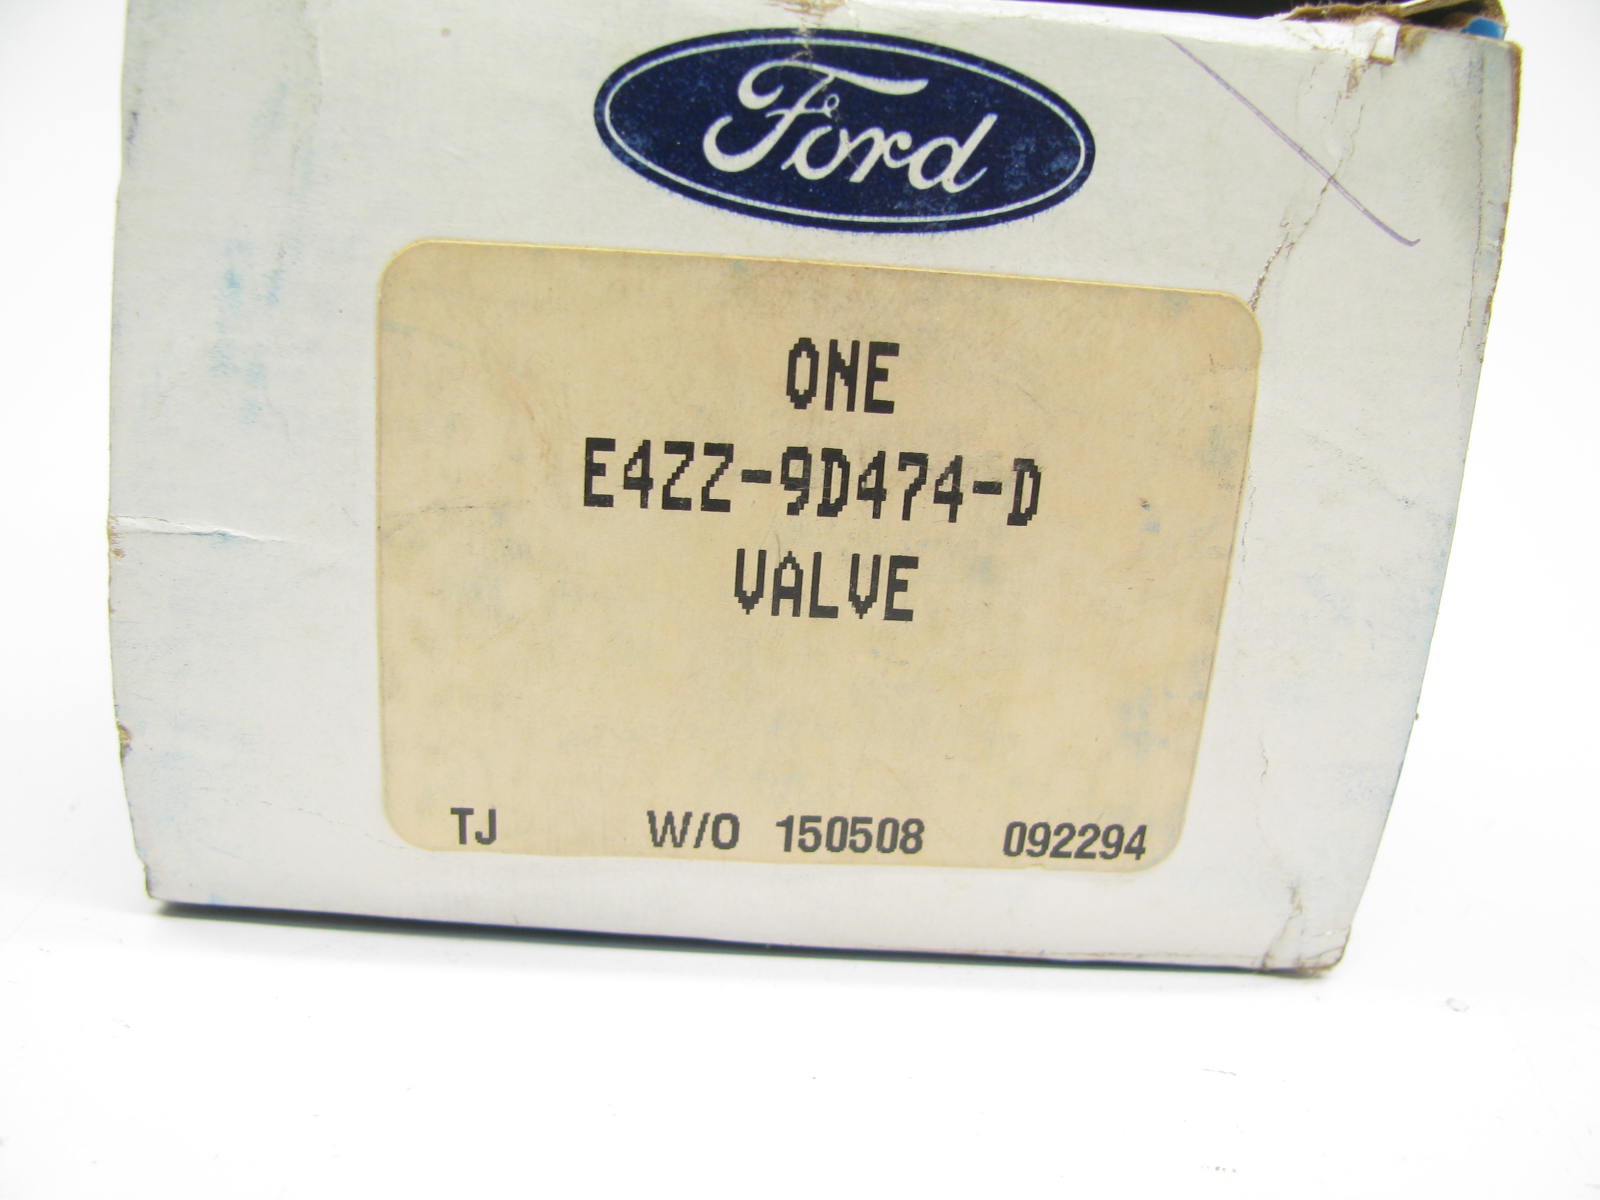 Ford
ONE
E4ZZ-9D474-D
VALVE
TJ W/O 150508 092294